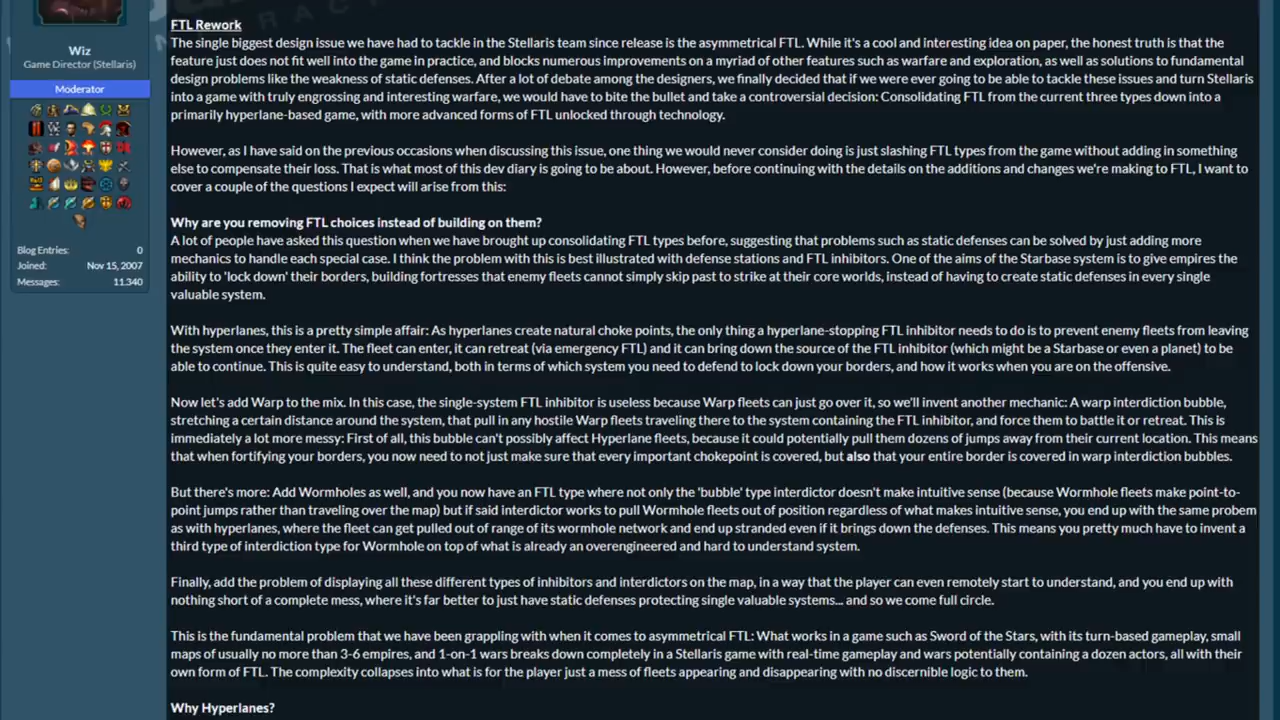 FTL Rework
The single biggest design issue we have had to tackle in the Stellaris team since release is the asymmetrical FTL. While it's a cool and interesting idea on paper, the honest truth is that the
feature just does not fit well into the game in practice, and blocks numerous improvements on a myriad of other features such as warfare and exploration, as well as solutions to fundamental
design problems like the weakness of static defenses. After a lot of debate among the designers, we finally decided that if we were ever going to be able to tackle these issues and turn Stellaris
into a game with truly engrossing and interesting warfare, we would have to bite the bullet and take a controversial decision: Consolidating FTL from the current three types down into a
primarily hyperlane-based game, with more advanced forms of FTL unlocked through technology.
However, as I have said on the previous occasions when discussing this issue, one thing we would never consider doing is just slashing FTL types from the game without adding in something
else to compensate their loss. That is what most of this dev diary is going to be about. However, before continuing with the details on the additions and changes we're making to FTL, I want to
cover a couple of the questions I expect will arise from this:
Why are you removing FTL choices instead of building on them?
A lot of people have asked this question when we have brought up consolidating FTL types before, suggesting that problems such as static defenses can be solved by just adding more
mechanics to handle each special case. I think the problem with this is best illustrated with defense stations and FTL inhibitors. One of the aims of the Starbase system is to give empires the
ability to 'lock down' their borders, building fortresses that enemy fleets cannot simply skip past to strike at their core worlds, instead of having to create static defenses in every single
valuable system.
With hyperlanes, this is a pretty simple affair: As hyperlanes create natural choke points, the only thing a hyperlane-stopping FTL inhibitor needs to do is to prevent enemy fleets from leaving
the system once they enter it. The fleet can enter, it can retreat (via emergency FTL) and it can bring down the source of the FTL inhibitor (which might be a Starbase or even a planet) to be
able to continue. This is quite easy to understand, both in terms of which system you need to defend to lock down your borders, and how it works when you are on the offensive.
Now let's add Warp to the mix. In this case, the single-system FTL inhibitor is useless because Warp fleets can just go over it, so we'll invent another mechanic: A warp interdiction bubble,
stretching a certain distance around the system, that pull in any hostile Warp fleets traveling there to the system containing the FTL inhibitor, and force them to battle it or retreat. This is
immediately a lot more messy: First of all, this bubble can't possibly affect Hyperlane fleets, because it could potentially pull them dozens of jumps away from their current location. This means
that when fortifying your borders, you now need to not just make sure that every important chokepoint is covered, but also that your entire border is covered in warp interdiction bubbles.
But there's more: Add Wormholes as well, and you now have an FTL type where not only the 'bubble' type interdictor doesn't make intuitive sense (because Wormhole fleets make point-to-
point jumps rather than traveling over the map) but if said interdictor works to pull Wormhole fleets out of position regardless of what makes intuitive sense, you end up with the same probem
as with hyperlanes, where the fleet can get pulled out of range of its wormhole network and end up stranded even if it brings down the defenses. This means you pretty much have to invent a
third type of interdiction type for Wormhole on top of what is already an overengineered and hard to understand system.
Finally, add the problem of displaying all these different types of inhibitors and interdictors on the map, in a way that the player can even remotely start to understand, and you end up with
nothing short of a complete mess, where it's far better to just have static defenses protecting single valuable systems... and so we come full circle.
This is the fundamental problem that we have been grappling with when it comes to asymmetrical FTL: What works in a game such as Sword of the Stars, with its turn-based gameplay, small
maps of usually no more than 3-6 empires, and 1-on-1 wars breaks down completely in a Stellaris game with real-time gameplay and wars potentially containing a dozen actors, all with their
own form of FTL. The complexity collapses into what is for the player just a mess of fleets appearing and disappearing with no discernible logic to them.
Why Hyperlanes?
Wiz
Game Director (Stellaris)
Moderator
Blog Entries: 0
Joined: Nov 15, 2007
Messages: 11.340